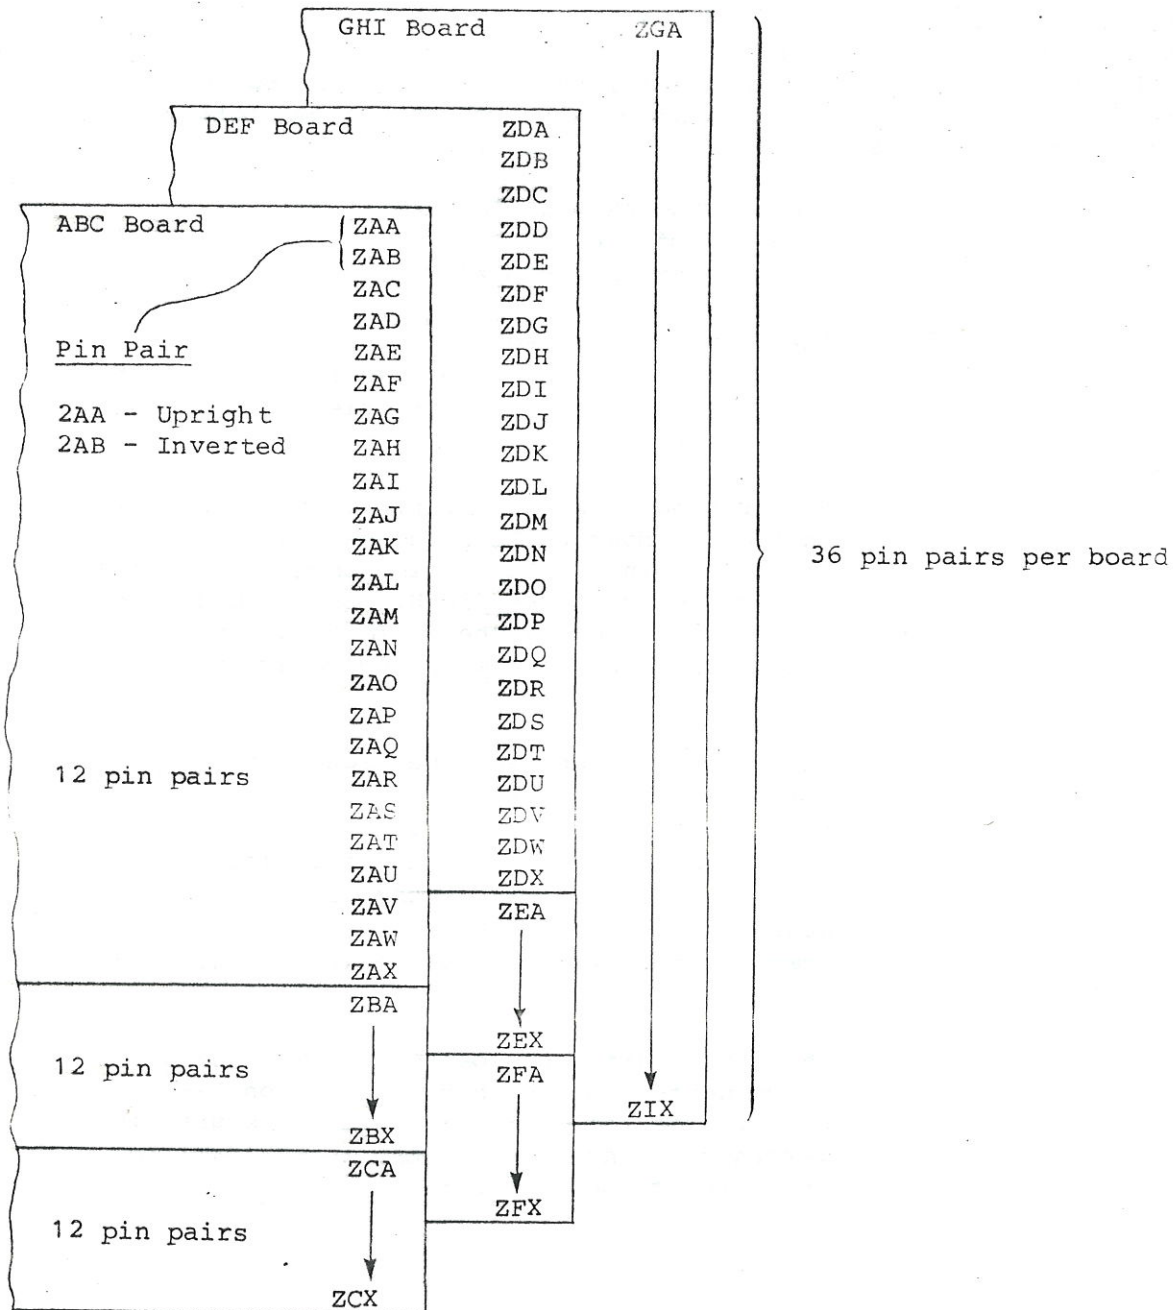 GHI Board ZGA
DEF Board
ZDA
ZDB
ZDC
ZDD
ZDE
ZDF
ZDG
ZDH
ZDI
ZDJ
ZDK
ZDL
ZDM
ZDN
ZDO
ZDP
ZDQ
ZDR
ZDS
ZDT
ZDU
ZDV
ZDW
ZDX
ZEA
ZEX
ZFA
ZFX
ZIX
ABC Board
ZAA
ZAB
ZAC
ZAD
ZAE
ZAF
ZAG
ZAH
ZAI
ZAJ
ZAK
ZAL
ZAM
ZAN
ZAO
ZAP
ZAQ
ZAR
ZAS
ZAT
ZAU
ZAV
ZAW
ZAX
Pin Pair
2AA - Upright
2AB - Inverted
12 pin pairs
ZBA
12 pin pairs
ZBX
ZCA
12 pin pairs
ZCX
36 pin pairs per board